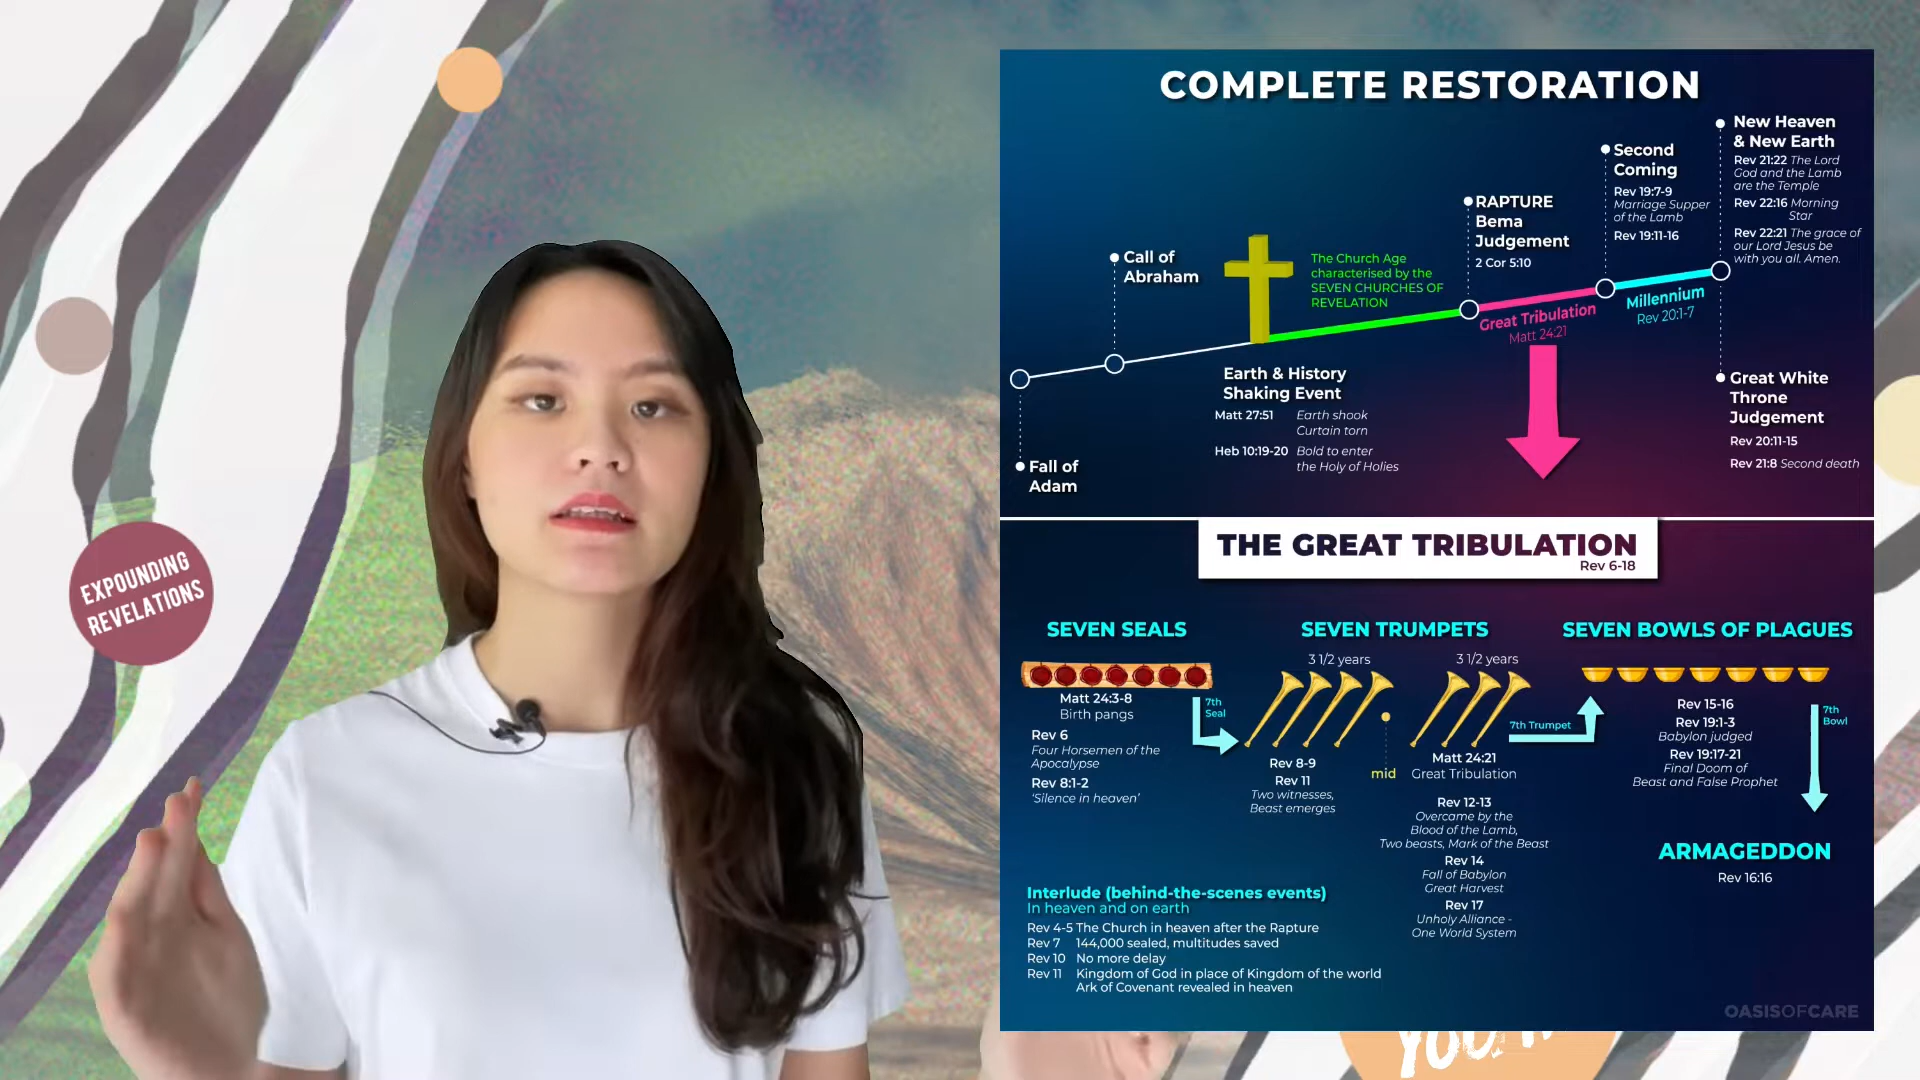 EXPOUNDING
REVELATIONS
COMPLETE RESTORATION
Fall of
Adam
Call of
Abraham
The Church Age
characterised by the
SEVEN CHURCHES OF
REVELATION
Earth & History
Shaking Event
Matt 27:51 Earth shook
Curtain torn
Heb 10:19-20 Bold to enter
the Holy of Holies
RAPTURE
Bema
Judgement
2 Cor 5:10
Great Tribulation
Matt 24:21
Second
Coming
Rev 19:7-9
Marriage Supper
of the Lamb
Rev 19:11-16
Millennium
Rev 20:1-7
New Heaven
& New Earth
Rev 21:22 The Lord
God and the Lamb
are the Temple
Rev 22:16 Morning
Star
Rev 22:21 The grace of
our Lord Jesus be
with you all. Amen.
Great White
Throne
Judgement
Rev 20:11-15
Rev 21:8 Second death
THE GREAT TRIBULATION
Rev 6-18
SEVEN SEALS
Matt 24:3-8
Birth pangs
Rev 6
Four Horsemen of the
Apocalypse
Rev 8:1-2
‘Silence in heaven’
7th
Seal
SEVEN TRUMPETS
3 1/2 years
Rev 8-9
Rev 11
Two witnesses,
Beast emerges
mid
3 1/2 years
Matt 24:21
Great Tribulation
Rev 12-13
Overcame by the
Blood of the Lamb,
Two beasts, Mark of the Beast
Rev 14
Fall of Babylon
Great Harvest
Rev 17
Unholy Alliance -
One World System
7th Trumpet
SEVEN BOWLS OF PLAGUES
Rev 15-16
Rev 19:1-3
Babylon judged
Rev 19:17-21
Final Doom of
Beast and False Prophet
7th
Bowl
ARMAGEDDON
Rev 16:16
Interlude (behind-the-scenes events)
In heaven and on earth
Rev 4-5 The Church in heaven after the Rapture
Rev 7 144,000 sealed, multitudes saved
Rev 10 No more delay
Rev 11 Kingdom of God in place of Kingdom of the world
Ark of Covenant revealed in heaven
OASISOFCARE